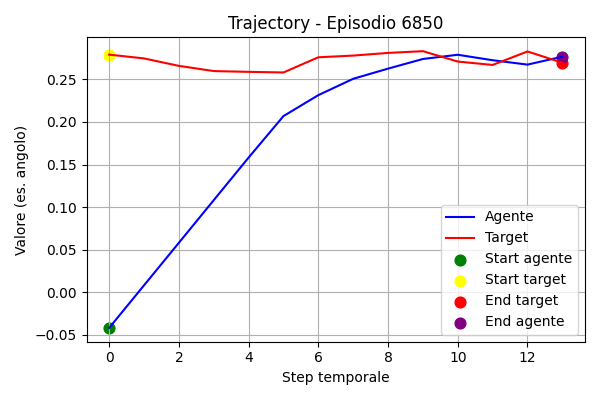 Trajectory - Episodio 6850
Valore (es. angolo)
0.25
0.20
0.15
0.10
0.05
0.00
−0.05
0 2 4 6 8 10 12
Step temporale
Agente
Target
Start agente
Start target
End target
End agente